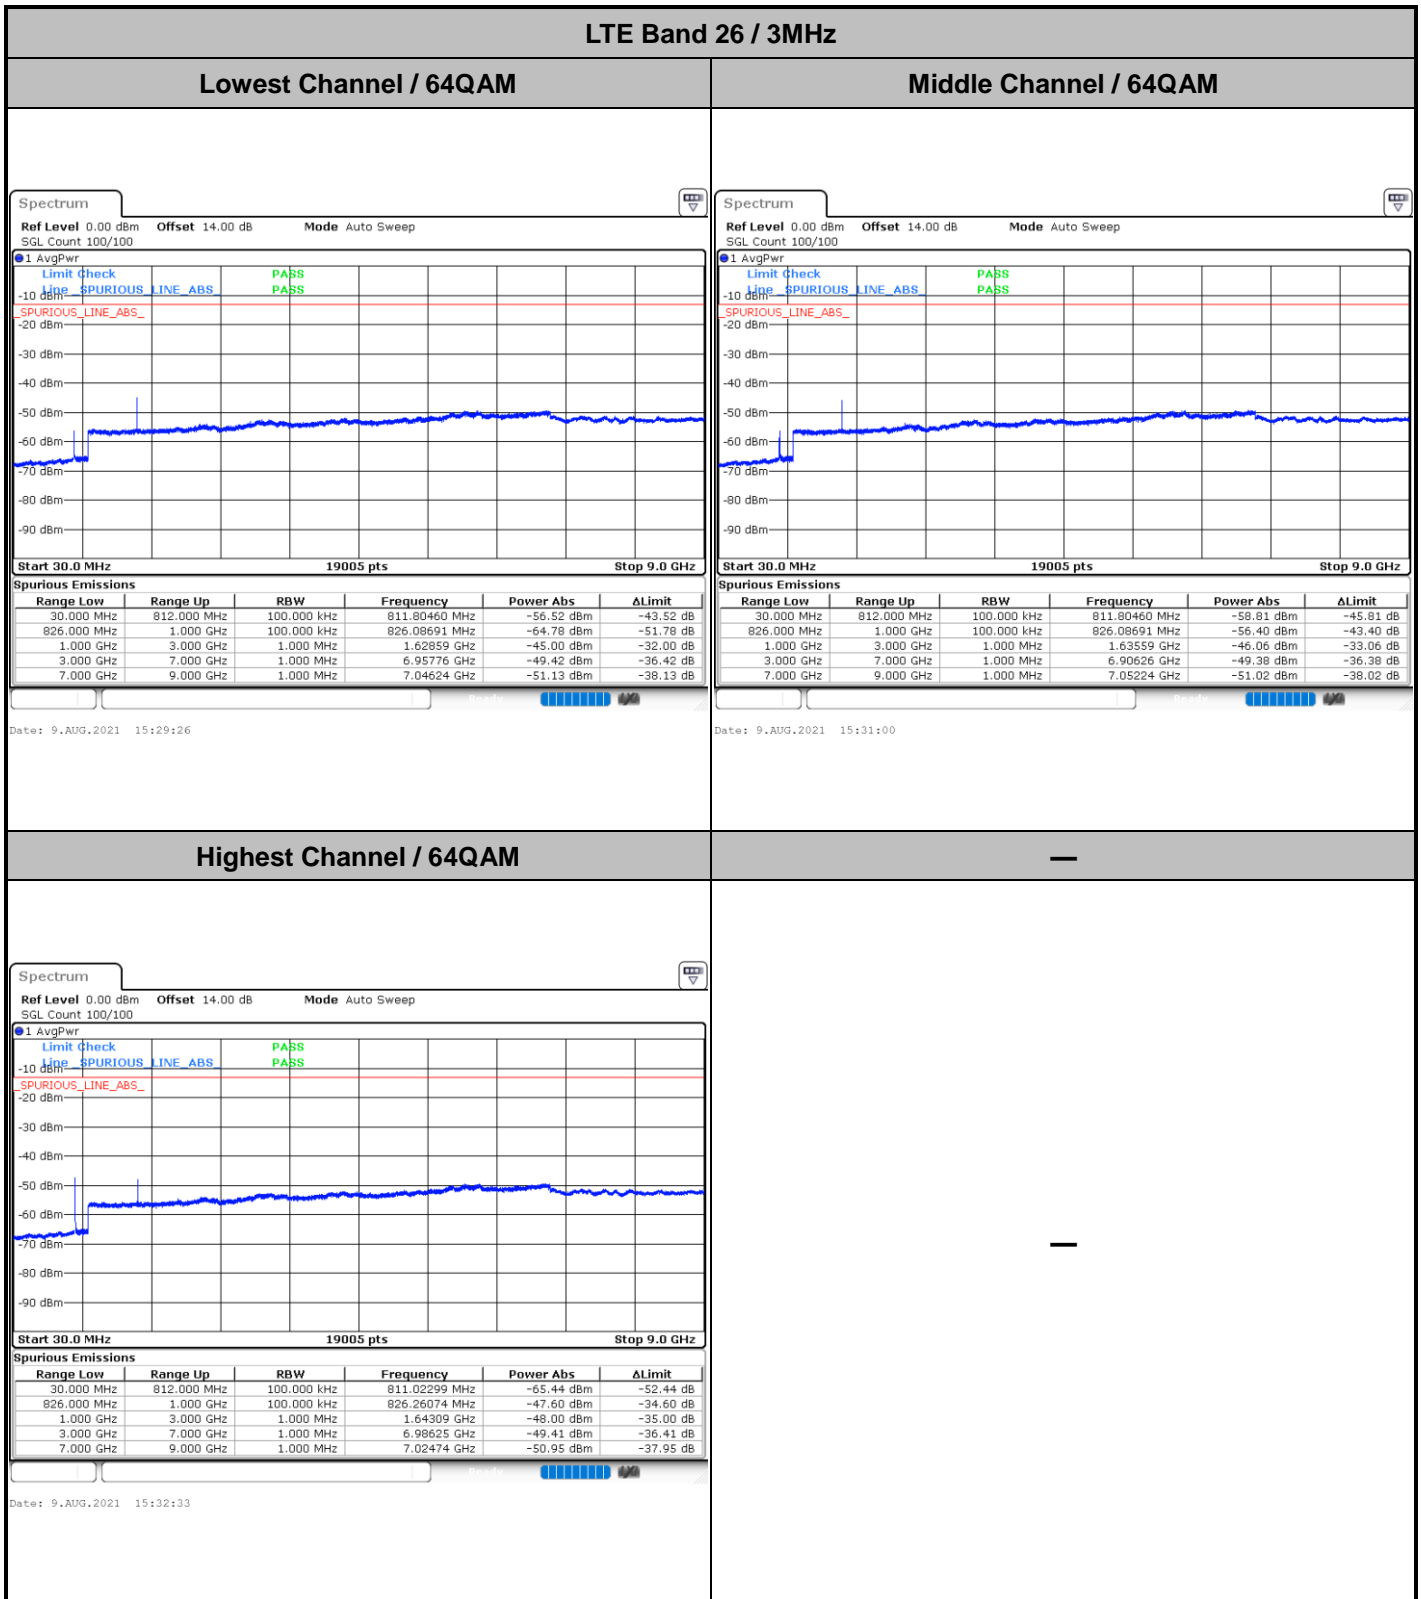 LTE Band 26 / 3MHz
Lowest Channel / 64QAM
Middle Channel / 64QAM
Spectrum
Ref Level 0.00 dBm Offset 14.00 dB Mode Auto Sweep
SGL Count 100/100
1 AvgPwr
Limit Check PASS
Line _SPURIOUS_LINE_ABS_ PASS
-10 dBm
_SPURIOUS_LINE_ABS_
-20 dBm
-30 dBm
-40 dBm
-50 dBm
-60 dBm
-70 dBm
-80 dBm
-90 dBm
Start 30.0 MHz 19005 pts Stop 9.0 GHz
Spurious Emissions
Range Low Range Up RBW Frequency Power Abs ΔLimit
30.000 MHz 812.000 MHz 100.000 kHz 811.80460 MHz -56.52 dBm -43.52 dB
826.000 MHz 1.000 GHz 100.000 kHz 826.08691 MHz -64.78 dBm -51.78 dB
1.000 GHz 3.000 GHz 1.000 MHz 1.62859 GHz -45.00 dBm -32.00 dB
3.000 GHz 7.000 GHz 1.000 MHz 6.95776 GHz -49.42 dBm -36.42 dB
7.000 GHz 9.000 GHz 1.000 MHz 7.04624 GHz -51.13 dBm -38.13 dB
Ready
Date: 9.AUG.2021 15:29:26
Spectrum
Ref Level 0.00 dBm Offset 14.00 dB Mode Auto Sweep
SGL Count 100/100
1 AvgPwr
Limit Check PASS
Line _SPURIOUS_LINE_ABS_ PASS
-10 dBm
_SPURIOUS_LINE_ABS_
-20 dBm
-30 dBm
-40 dBm
-50 dBm
-60 dBm
-70 dBm
-80 dBm
-90 dBm
Start 30.0 MHz 19005 pts Stop 9.0 GHz
Spurious Emissions
Range Low Range Up RBW Frequency Power Abs ΔLimit
30.000 MHz 812.000 MHz 100.000 kHz 811.80460 MHz -58.81 dBm -45.81 dB
826.000 MHz 1.000 GHz 100.000 kHz 826.08691 MHz -56.40 dBm -43.40 dB
1.000 GHz 3.000 GHz 1.000 MHz 1.63559 GHz -46.06 dBm -33.06 dB
3.000 GHz 7.000 GHz 1.000 MHz 6.90626 GHz -49.38 dBm -36.38 dB
7.000 GHz 9.000 GHz 1.000 MHz 7.05224 GHz -51.02 dBm -38.02 dB
Ready
Date: 9.AUG.2021 15:31:00
Highest Channel / 64QAM
—
Spectrum
Ref Level 0.00 dBm Offset 14.00 dB Mode Auto Sweep
SGL Count 100/100
1 AvgPwr
Limit Check PASS
Line _SPURIOUS_LINE_ABS_ PASS
-10 dBm
_SPURIOUS_LINE_ABS_
-20 dBm
-30 dBm
-40 dBm
-50 dBm
-60 dBm
-70 dBm
-80 dBm
-90 dBm
Start 30.0 MHz 19005 pts Stop 9.0 GHz
Spurious Emissions
Range Low Range Up RBW Frequency Power Abs ΔLimit
30.000 MHz 812.000 MHz 100.000 kHz 811.02299 MHz -65.44 dBm -52.44 dB
826.000 MHz 1.000 GHz 100.000 kHz 826.26074 MHz -47.60 dBm -34.60 dB
1.000 GHz 3.000 GHz 1.000 MHz 1.64309 GHz -48.00 dBm -35.00 dB
3.000 GHz 7.000 GHz 1.000 MHz 6.98625 GHz -49.41 dBm -36.41 dB
7.000 GHz 9.000 GHz 1.000 MHz 7.02474 GHz -50.95 dBm -37.95 dB
Ready
Date: 9.AUG.2021 15:32:33
—